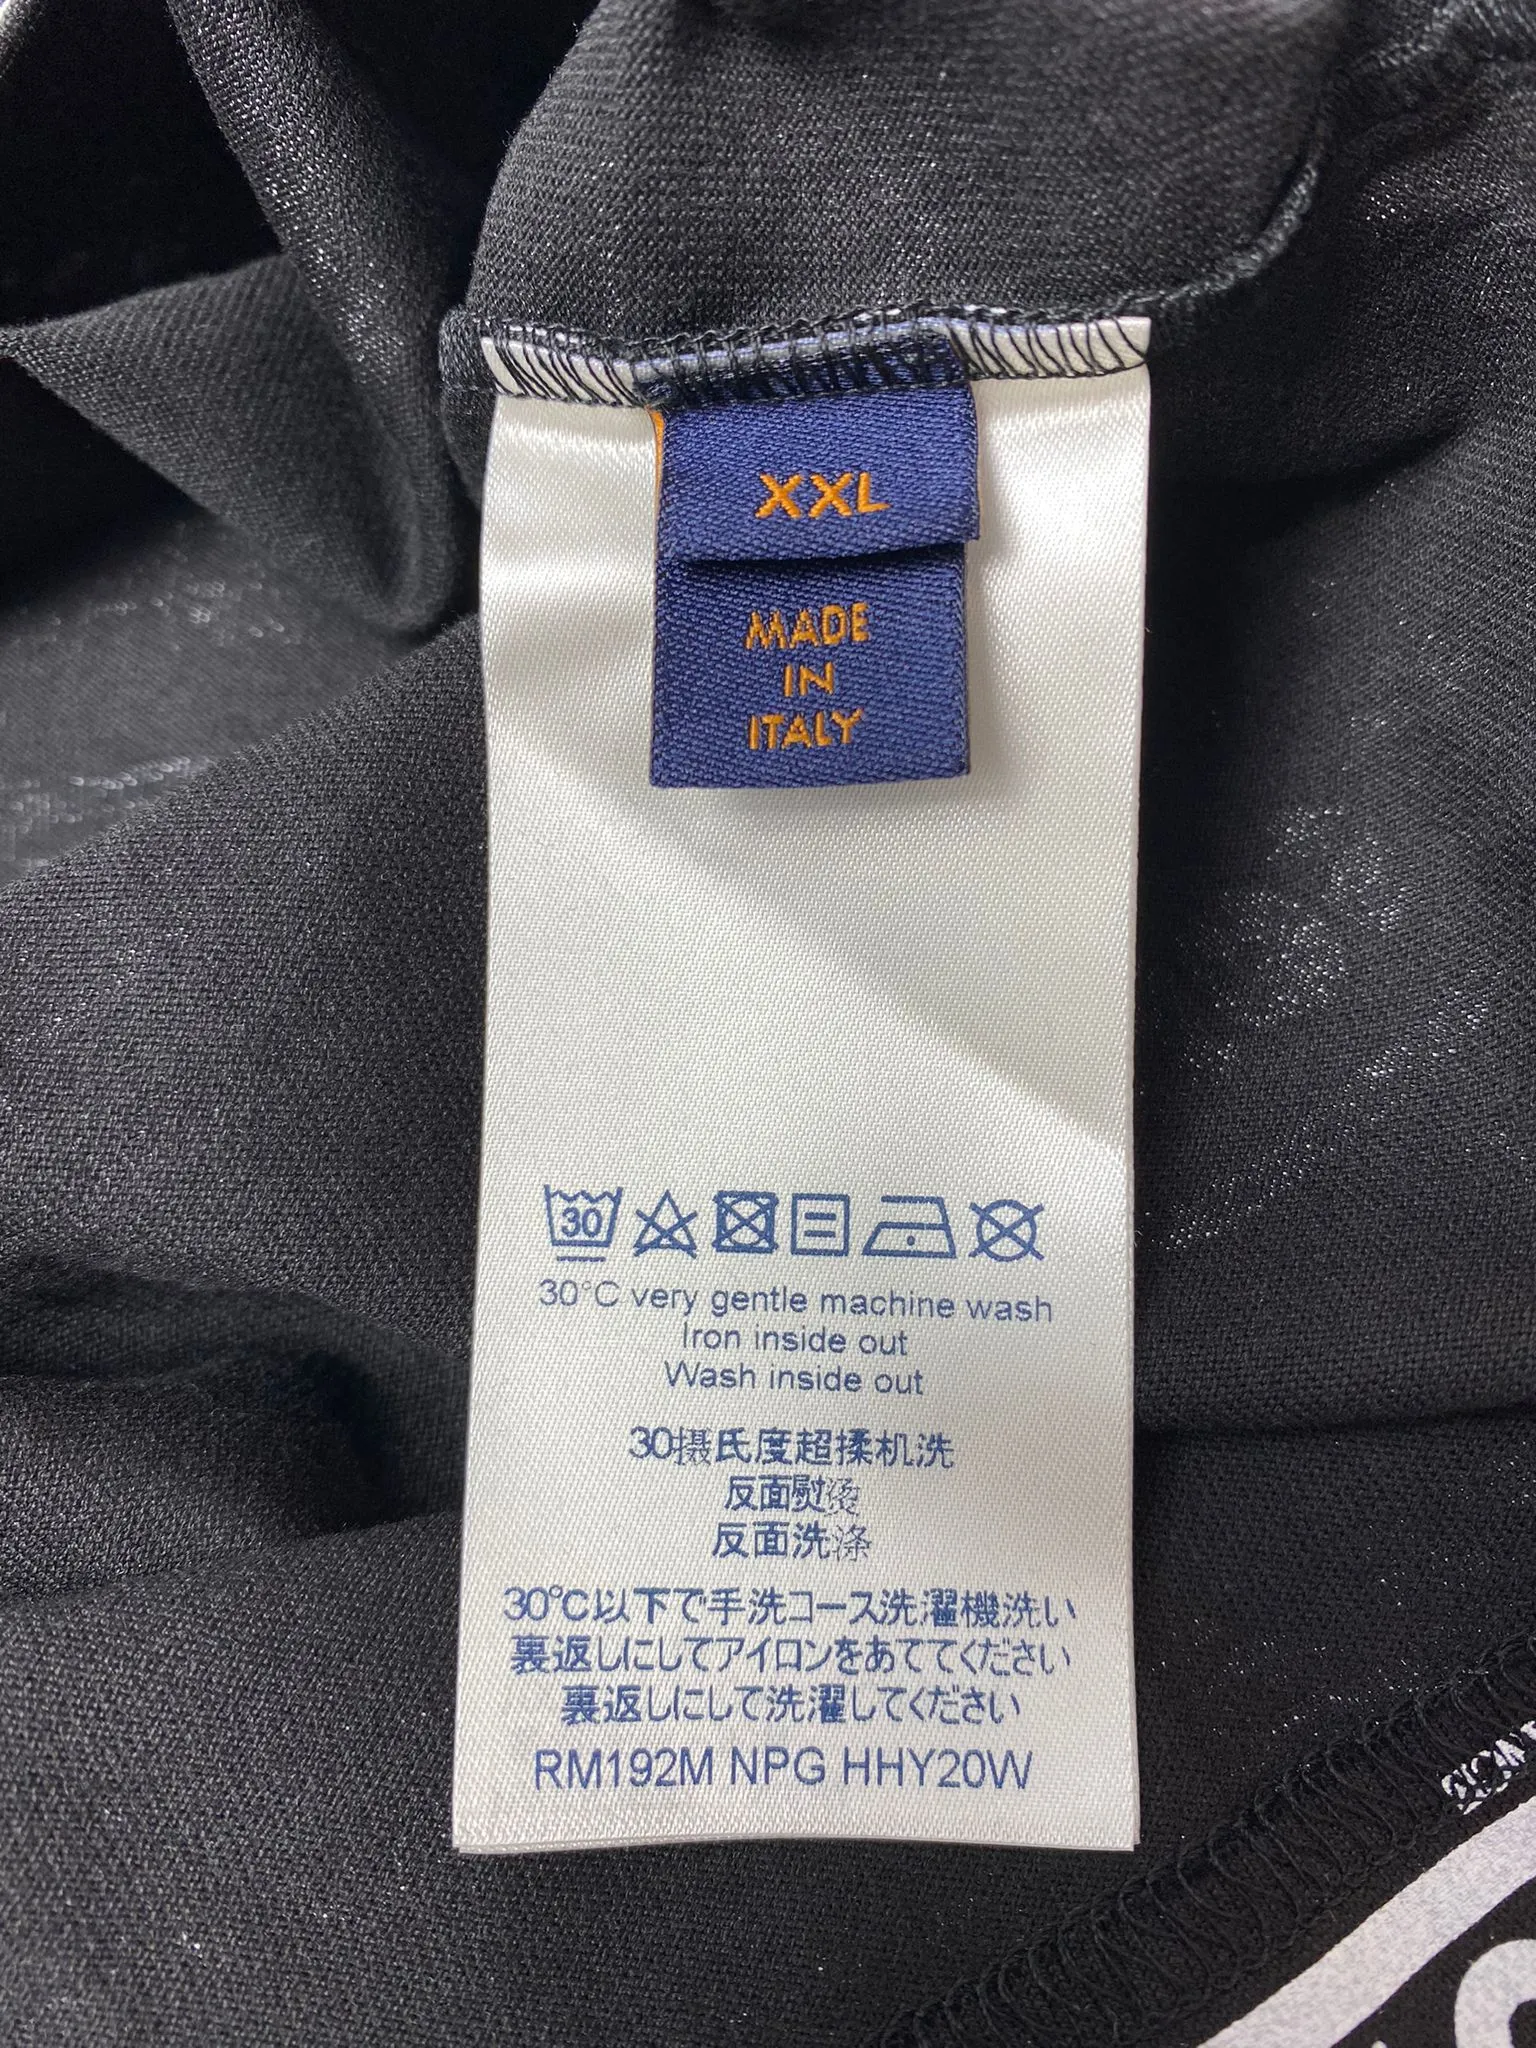 XXL
MADE
IN
ITALY
30
30°C very gentle machine wash
Iron inside out
Wash inside out
30摄氏度超揉机洗
反面熨烫
反面洗涤
30°C以下で手洗コース洗濯機洗い
裏返しにしてアイロンをあててください
裏返しにして洗濯してください
RM192M NPG HHY20W